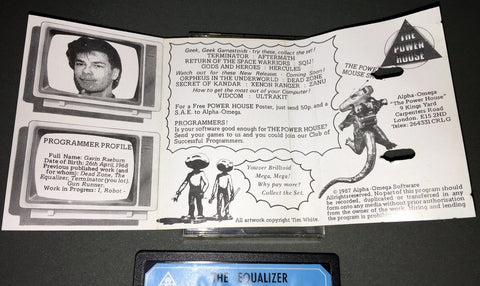 PROGRAMMER PROFILE
Full Name: Gavin Raeburn
Date of Birth: 26th April, 1968
Previous published work (and
for whom): Dead Zone, The
Equalizer, Terminator (you lot),
Gun Runner.
Work in Progress: I, Robot -
Geek, Geek Gamestoids - try these, collect the set!
TERMINATOR : AFTERMATH
RETURN OF THE SPACE WARRIORS : SQIJ!
GODS AND HEROES : HERCULES
Watch out for these New Releases - Coming Soon!
ORPHEUS IN THE UNDERWORLD : DEAD ZONE
SECRET OF KANDAR : XENON RANGER : ZANU
How to get the most out of your Computer!
VIDCOM : ULTRAKIT
For a Free POWER HOUSE Poster, just send 50p, and a
S.A.E. to Alpha-Omega.
PROGRAMMERS!
Is your software good enough for THE POWER HOUSE?
Send your games to us and you could join our Club of
Successful Programmers.
Yoover Brilltoid
Mega, Mega!
Why pay more?
Collect the Set.
All artwork copyright Tim White.
THE
POWER
HOUSE
THE POWER
HOUSE
Alpha-Omega
"The Power House"
9 Kings Yard
Carpenters Road
London. E15 2HD
Telex: 264331 CRL G
© 1987 Alpha-Omega Software
All rights reserved. No part of this program should
be recorded, duplicated or transferred in any
form onto any media without prior authorisation
from the owner of the work. Hiring and lending
the program is
THE EQUALIZER